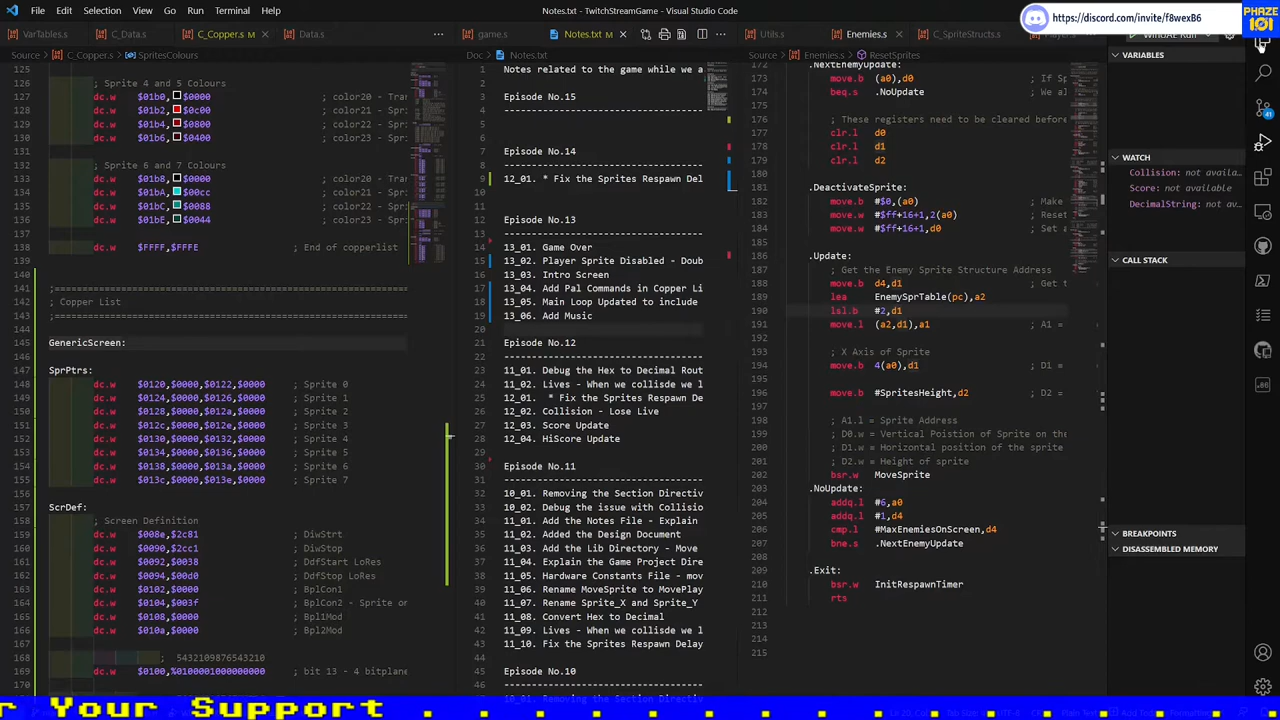 File Edit Selection View Go Run Terminal Help
Notes.txt - TwitchStreamGame - Visual Studio Code
https://discord.com/invite/f8wexB6
PHAZE
101
VarTables.s C_Data.s C_Copper.s Data.s
Source > C_Copper.s > SpritesColours
125
126 ; Sprite 4 and 5 Colours
127 dc.w $01b0, $0000 ; color20 - Tra
128 dc.w $01b2, $0c00 ; color21 - Spr
129 dc.w $01b4, $0800 ; color22 - Spr
130 dc.w $01b6, $0400 ; color23 - Spr
131
132 ; Sprite 6 and 7 Colours
133 dc.w $01b8, $0000 ; color20 - Tra
134 dc.w $01bA, $00cc ; color21 - Spr
135 dc.w $01bC, $0088 ; color22 - Spr
136 dc.w $01bE, $0044 ; color23 - Spr
137
138 dc.w $FFFF,$FFFE ; End of copperlist
139
140
141 ;==========================================
142 ; Copper List
143 ;==========================================
144
145 GenericScreen:
146
147 SprPtrs:
148 dc.w $0120,$0000,$0122,$0000 ; Sprite 0
149 dc.w $0124,$0000,$0126,$0000 ; Sprite 1
150 dc.w $0128,$0000,$012a,$0000 ; Sprite 2
151 dc.w $012c,$0000,$012e,$0000 ; Sprite 3
152 dc.w $0130,$0000,$0132,$0000 ; Sprite 4
153 dc.w $0134,$0000,$0136,$0000 ; Sprite 5
154 dc.w $0138,$0000,$013a,$0000 ; Sprite 6
155 dc.w $013c,$0000,$013e,$0000 ; Sprite 7
156
157 ScrDef:
158 ; Screen Definition
159 dc.w $008e,$2c81 ; DiwStrt
160 dc.w $0090,$2cc1 ; DiwStop
161 dc.w $0092,$0038 ; DdfStart LoRes
162 dc.w $0094,$00d0 ; DdfStop LoRes
163 dc.w $0102,$0000 ; BplCon1
164 dc.w $0104,$003f ; BplCon2 - Sprite or
165 dc.w $0108,$0000 ; Bpl1Mod
166 dc.w $010a,$0000 ; Bpl2Mod
167
168 ; 5432109876543210
169 dc.w $0100,%0100001000000000 ; bit 13 - 4 bitplane
game.s Notes.txt
Doc > Notes.txt
1 Notes related to the game while we a
2
3 Episode No.15
4 ------------------------------
5
6
7 Episode No.14
8 ------------------------------
9 12_01. * Fix the Sprites Respawn Del
10
11
12 Episode No.13
13 ------------------------------
14 13_01. Game Over
15 13_02. Player Sprite Disabled - Doub
16 13_03. Intro Screen
17 13_04. Add Pal Commands in Copper Li
18 13_05. Main Loop Updated to include
19 13_06. Add Music
20
21 Episode No.12
22 ------------------------------
23 11_01. Debug the Hex to Decimal Rout
24 11_02. Lives - When we collisde we l
25 12_01. * Fix the Sprites Respawn De
26 12_02. Collision - Lose Live
27 12_03. Score Update
28 12_04. HiScore Update
29
30 Episode No.11
31 ------------------------------
32 10_01. Removing the Section Directiv
33 10_02. Debug the issue with Collisio
34 11_01. Add the Notes File - Explain
35 11_02. Added the Design Document
36 11_03. Add the Lib Directory - Move
37 11_04. Explain the Game Project Dire
38 11_05. Hardware Constants File - mov
39 11_06. Rename MoveSprite to MovePlay
40 11_07. Rename Sprite_X and Sprite_Y
41 11_08. Convert Hex to Decimal
42 11_09. Lives - When we collisde we l
43 11_10. Fix the Sprites Respawn Delay
44
45 Episode No.10
46 ------------------------------
Utils.s Enemies.s C_SpriteStructs.s
Source > Enemies.s > ResetSprites
172 .NextEnemyUpdate:
173 move.b (a0),d0 ; If Sp
174 beq.s .NoUpdate ; We al
175
176 ; These registers need to be cleared before
177 clr.l d0
178 clr.l d1
179 clr.l d2
180
181 .DeactivateSprite:
182 move.b #$0,(a0) ; Make
183 move.w #$ff+16+1,2(a0) ; Reset
184 move.w #$ff+16+1,d0 ; Set a
185
186 .Update:
187 ; Get the Enemy Sprite Structure Address
188 move.b d4,d1 ; Get t
189 lea EnemySprTable(pc),a2
190 lsl.b #2,d1
191 move.l (a2,d1),a1 ; A1 =
192
193 ; X Axis of Sprite
194 move.b 4(a0),d1 ; D1 =
195
196 move.b #SpritesHeight,d2 ; D2 =
197
198 ; A1.l = Sprite Address
199 ; D0.w = Vertical Poistion of Sprite on the
200 ; D1.w = Horizontal position of the sprite
201 ; D2.w = Height of sprite
202 bsr.w MoveSprite
203 .NoUpdate:
204 addq.l #6,a0
205 addq.l #1,d4
206 cmp.l #MaxEnemiesOnScreen,d4
207 bne.s .NextEnemyUpdate
208
209 .Exit:
210 bsr.w InitRespawnTimer
211 rts
212
213
214
215
VARIABLES
WATCH
Collision: not availa...
Score: not available
DecimalString: not av...
CALL STACK
BREAKPOINTS
DISASSEMBLED MEMORY
41
r Your Support